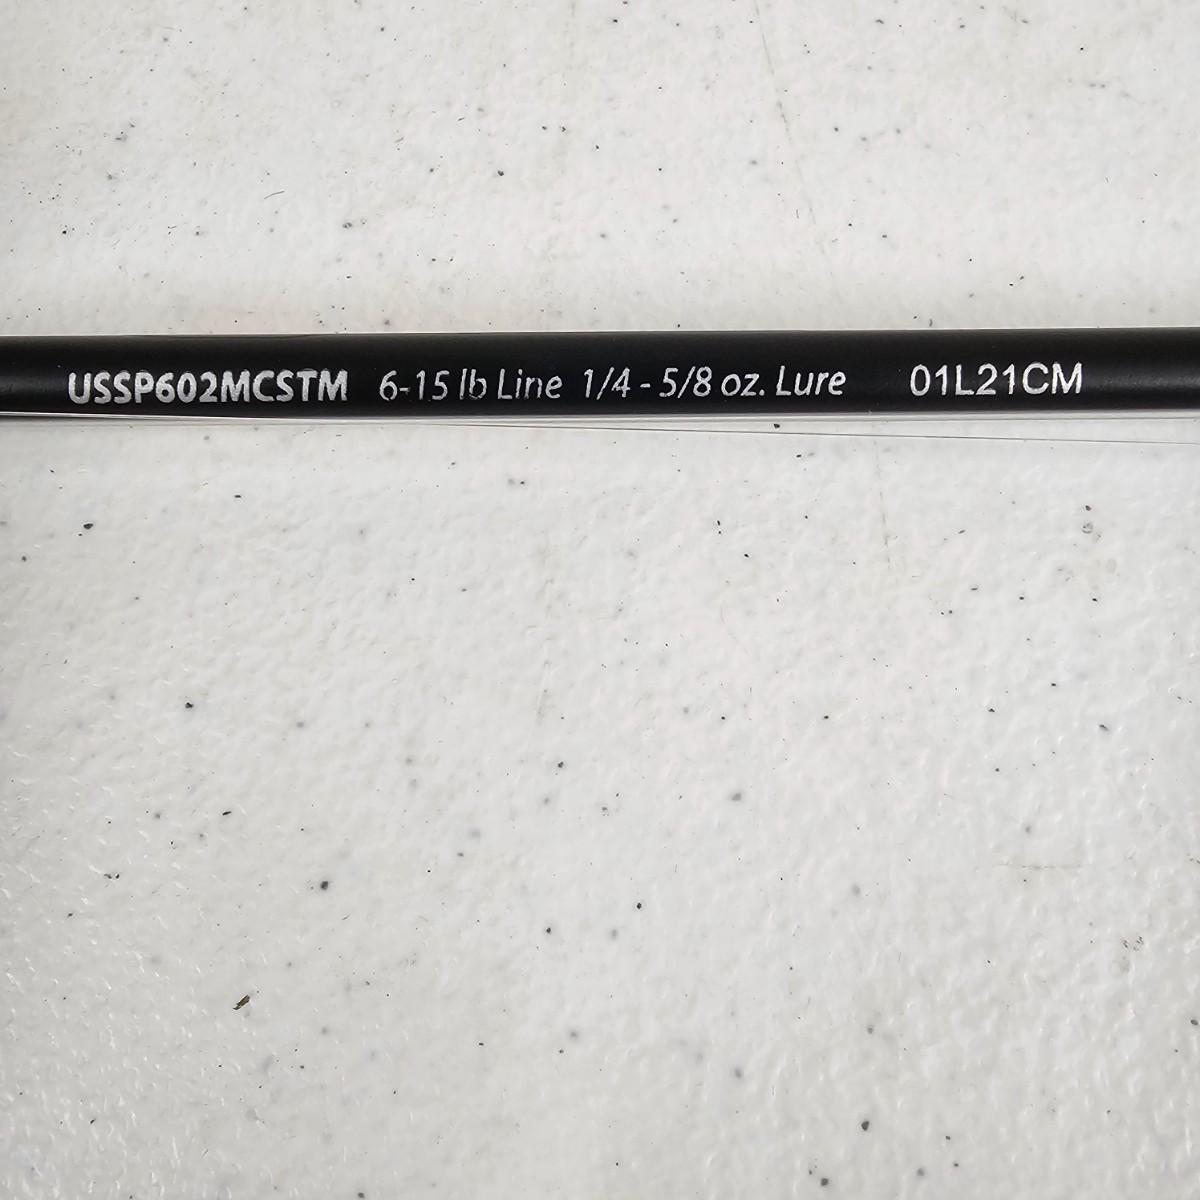 USSP602MCSTM 6-15 lb Line 1/4 - 5/8 oz. Lure 01L21CM